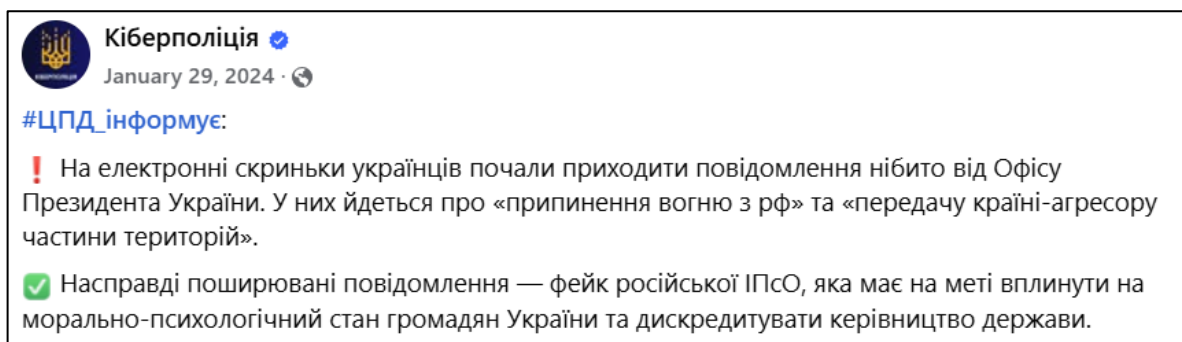 Кіберполіція
January 29, 2024 ·
#ЦПД_інформує:
❗ На електронні скриньки українців почали приходити повідомлення нібито від Офісу
Президента України. У них йдеться про «припинення вогню з рф» та «передачу країні-агресору
частини територій».
✅ Насправді поширювані повідомлення — фейк російської ІПсО, яка має на меті вплинути на
морально-психологічний стан громадян України та дискредитувати керівництво держави.